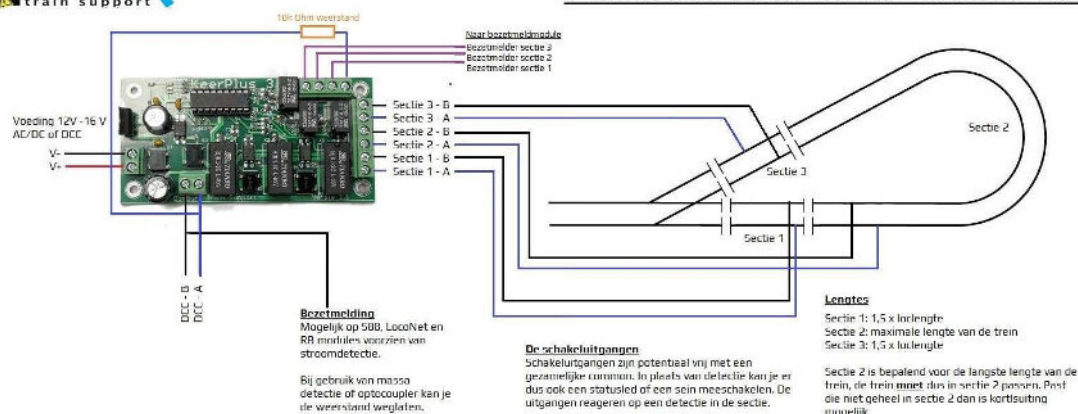 train support
10k Ohm weerstand
Naar bezetmeldmodule
Bezetmelder sectie 3
Bezetmelder sectie 2
Bezetmelder sectie 1
KeerPlus 3
Voeding 12V -16 V
AC/DC of DCC
V-
V+
Sectie 3 - B
Sectie 3 - A
Sectie 2 - B
Sectie 2 - A
Sectie 1 - B
Sectie 1 - A
Sectie 2
Sectie 3
Sectie 1
DCC - B
DCC - A
Bezetmelding
Mogelijk op S88, LocoNet en
RB modules voorzien van
stroomdetectie.
Bij gebruik van massa
detectie of optocoupler kan je
de weerstand weglaten.
De schakeluitgangen
Schakeluitgangen zijn potentiaal vrij met een
gezamelijke common. In plaats van detectie kan je er
dus ook een statusled of een sein meeschakelen. De
uitgangen reageren op een detectie in de sectie.
Lengtes
Sectie 1: 1,5 x loclengte
Sectie 2: maximale lengte van de trein
Sectie 3: 1,5 x loclengte
Sectie 2 is bepalend voor de langste lengte van de
trein, de trein moet dus in sectie 2 passen. Past
die niet geheel in sectie 2 dan is kortsluiting
mogelijk